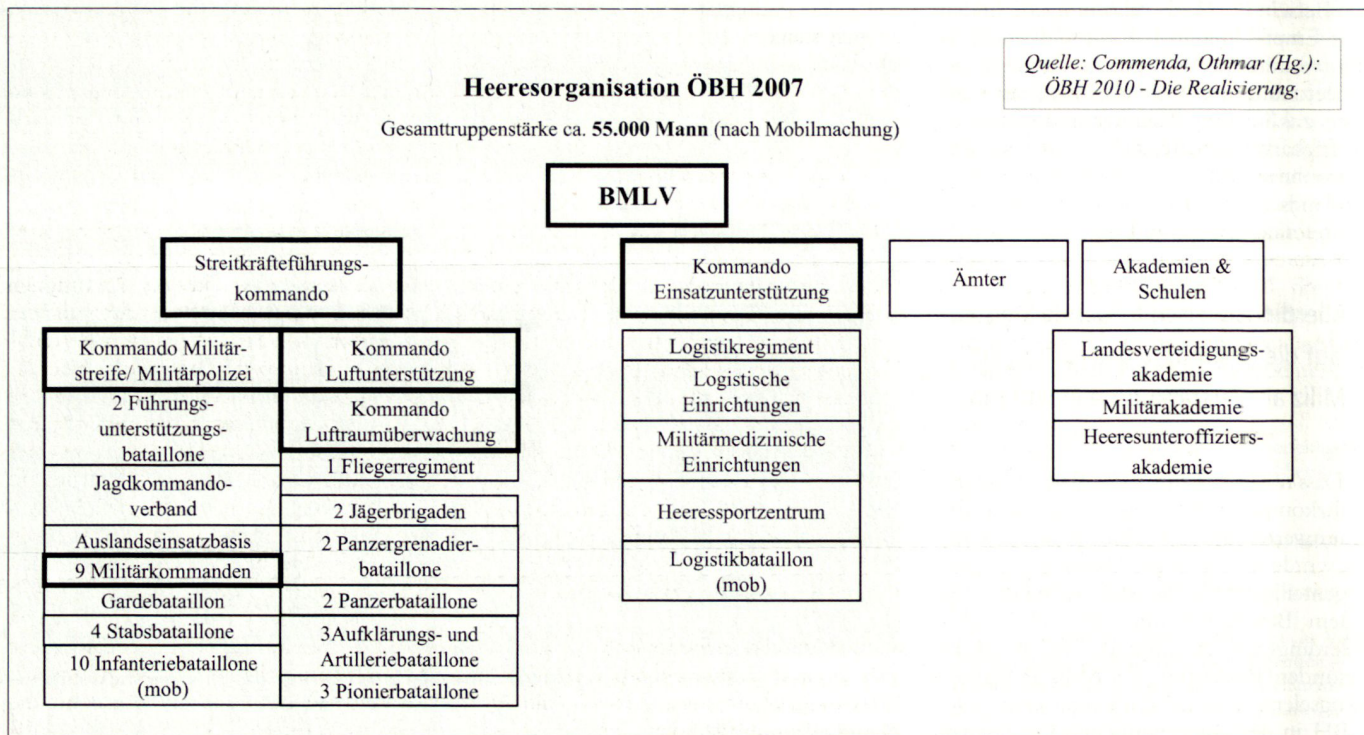 Quelle: Commenda, Othmar (Hg.):
ÖBH 2010 - Die Realisierung.
Heeresorganisation ÖBH 2007
Gesamttruppenstärke ca. 55.000 Mann (nach Mobilmachung)
BMLV
Streitkräfteführungs-
kommando
Kommando
Einsatzunterstützung
Ämter
Akademien &
Schulen
Kommando Militär-
streife/ Militärpolizei
2 Führungs-
unterstützungs-
bataillone
Jagdkommando-
verband
Auslandseinsatzbasis
9 Militärkommanden
Gardebataillon
4 Stabsbataillone
10 Infanteriebataillone
(mob)
Kommando
Luftunterstützung
Kommando
Luftraumüberwachung
1 Fliegerregiment
2 Jägerbrigaden
2 Panzergrenadier-
bataillone
2 Panzerbataillone
3Aufklärungs- und
Artilleriebataillone
3 Pionierbataillone
Logistikregiment
Logistische
Einrichtungen
Militärmedizinische
Einrichtungen
Heeressportzentrum
Logistikbataillon
(mob)
Landesverteidigungs-
akademie
Militärakademie
Heeresunteroffiziers-
akademie